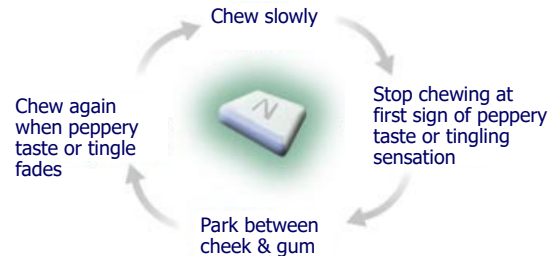 Chew slowly
Stop chewing at
first sign of peppery
taste or tingling
sensation
Park between
cheek & gum
Chew again
when peppery
taste or tingle
fades
N